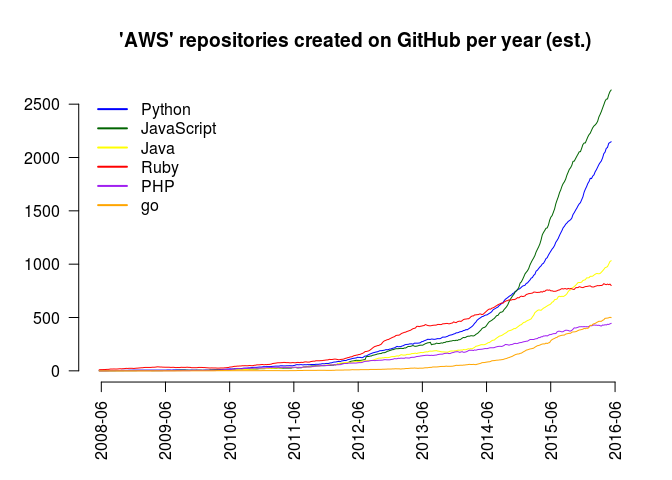 'AWS' repositories created on GitHub per year (est.)
2500
2000
1500
1000
500
0
Python
JavaScript
Java
Ruby
PHP
go
2008-06
2009-06
2010-06
2011-06
2012-06
2013-06
2014-06
2015-06
2016-06